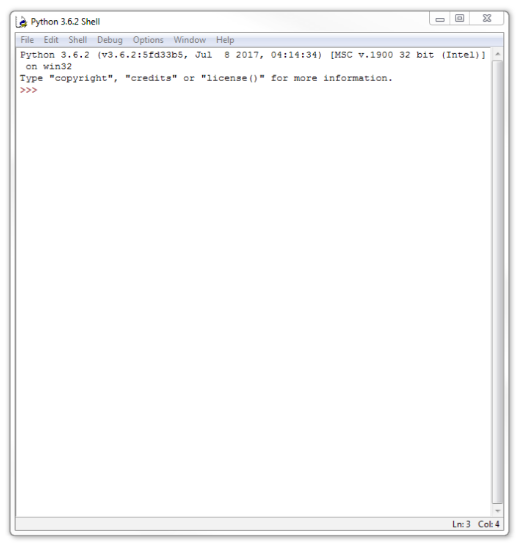 Python 3.6.2 Shell
File Edit Shell Debug Options Window Help
Python 3.6.2 (v3.6.2:5fd33b5, Jul  8 2017, 04:14:34) [MSC v.1900 32 bit (Intel)]
 on win32
Type "copyright", "credits" or "license()" for more information.
>>>
Ln: 3 Col: 4